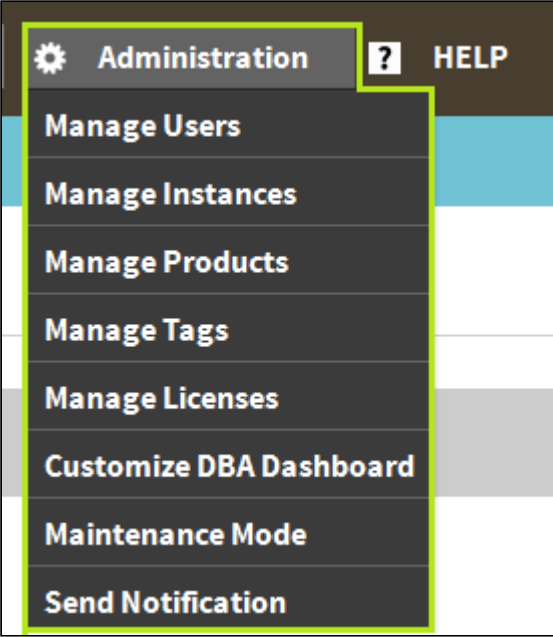 Administration ? HELP
Manage Users
Manage Instances
Manage Products
Manage Tags
Manage Licenses
Customize DBA Dashboard
Maintenance Mode
Send Notification